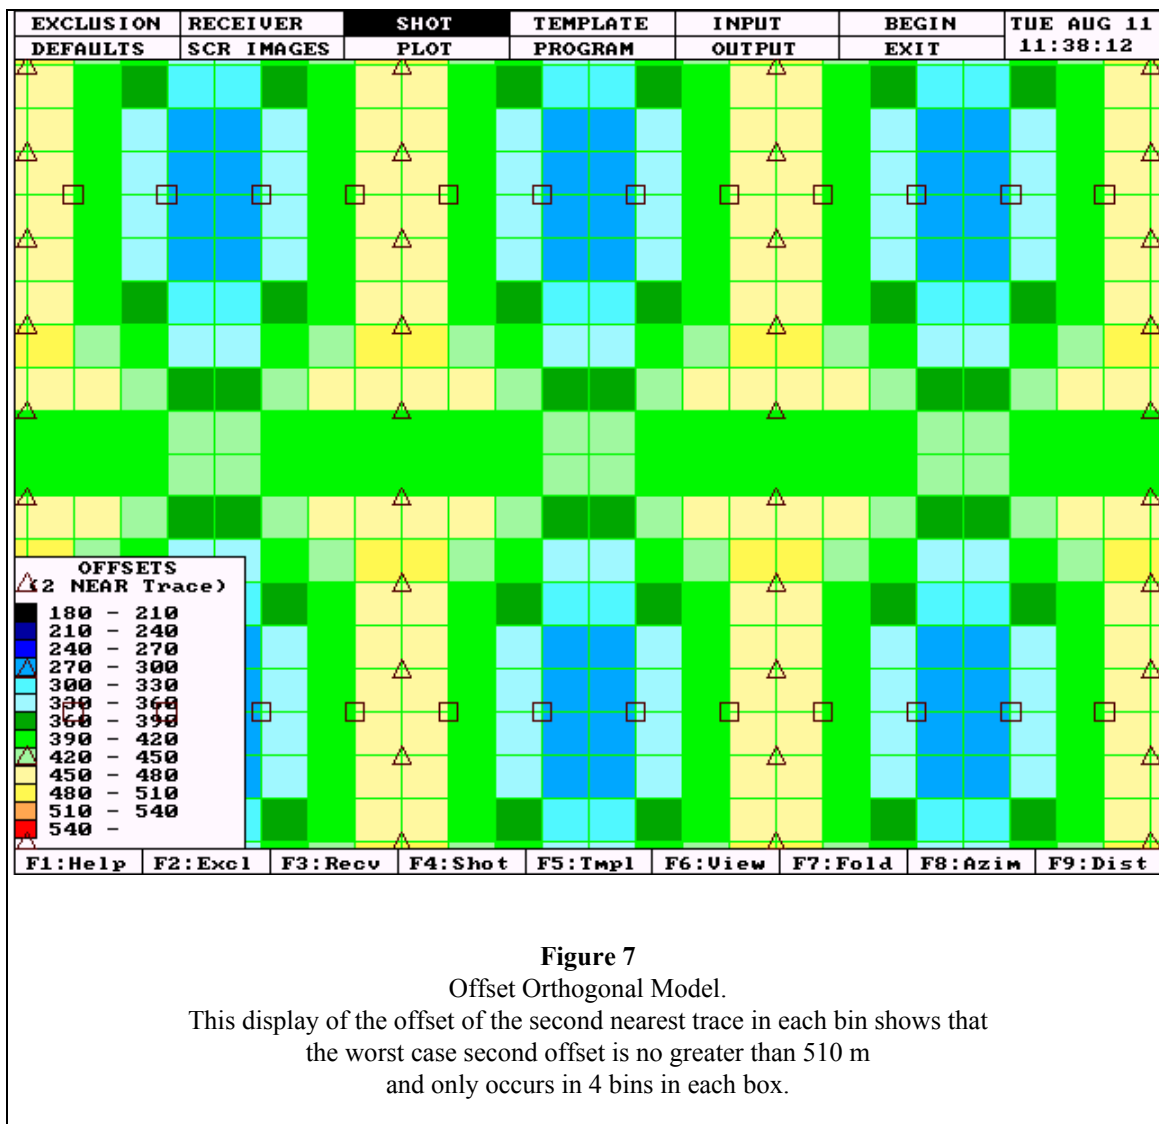 EXCLUSION RECEIVER SHOT TEMPLATE INPUT BEGIN TUE AUG 11
DEFAULTS SCR IMAGES PLOT PROGRAM OUTPUT EXIT 11:38:12
OFFSETS
(2 NEAR Trace)
180 - 210
210 - 240
240 - 270
270 - 300
300 - 330
330 - 360
360 - 390
390 - 420
420 - 450
450 - 480
480 - 510
510 - 540
540 -
F1:Help F2:Excl F3:Recv F4:Shot F5:Tmpl F6:View F7:Fold F8:Azim F9:Dist
Figure 7
Offset Orthogonal Model.
This display of the offset of the second nearest trace in each bin shows that
the worst case second offset is no greater than 510 m
and only occurs in 4 bins in each box.